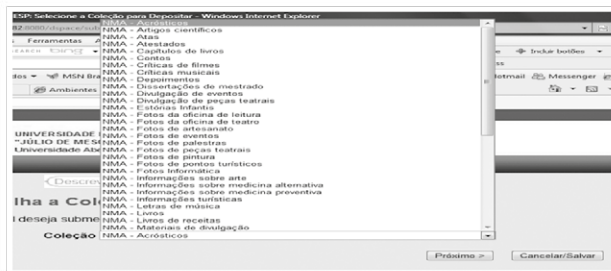 ESP: Selecione a Coleção para Depositar - Windows Internet Explorer
NMA - Acrósticos
NMA - Artigos científicos
NMA - Atas
Ferramentas
NMA - Atestados
NMA - Capítulos de livros
Incluir botões
NMA - Contos
NMA - Críticas de filmes
NMA - Críticas musicais
MSN
Messenger
NMA - Depoimentos
NMA - Dissertações de mestrado
Ambientes
NMA - Divulgação de eventos
NMA - Divulgação de peças teatrais
NMA - Estórias Infantis
NMA - Fotos da oficina de leitura
NMA - Fotos da oficina de teatro
NMA - Fotos de artesanato
UNIVERSIDADE
NMA - Fotos de eventos
"JÚLIO DE MES
NMA - Fotos de palestras
Universidade
NMA - Fotos de peças teatrais
NMA - Fotos de pintura
NMA - Fotos de pontos turísticos
NMA - Fotos Informática
NMA - Informações sobre arte
NMA - Informações sobre medicina alternativa
NMA - Informações sobre medicina preventiva
lha a Col
NMA - Informações turísticas
NMA - Letras de música
NMA - Livros
deseja subme
NMA - Livros de receitas
NMA - Materiais de divulgação
Coleção NMA - Acrósticos
Próximo > Cancelar/Salvar